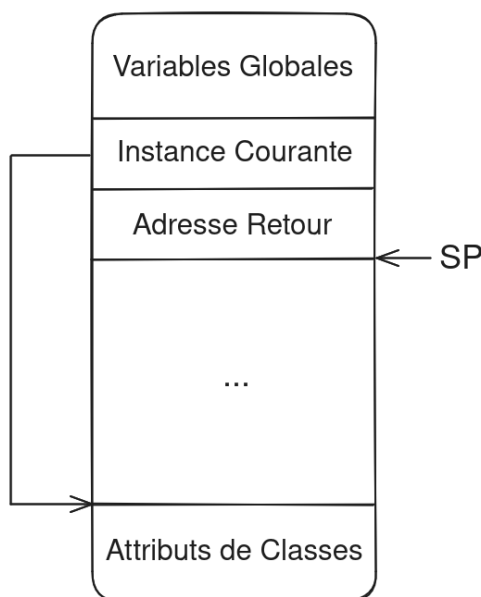 Variables Globales
Instance Courante
Adresse Retour
SP
...
Attributs de Classes